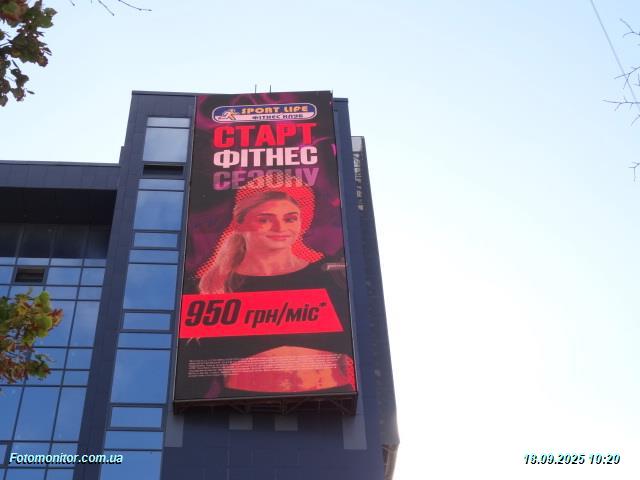 SPORT LIFE
ФІТНЕС КЛУБ
СТАРТ
ФІТНЕС
СЕЗОНУ
950 грн/міс*
Fotomonitor.com.ua
18.09.2025 10:20